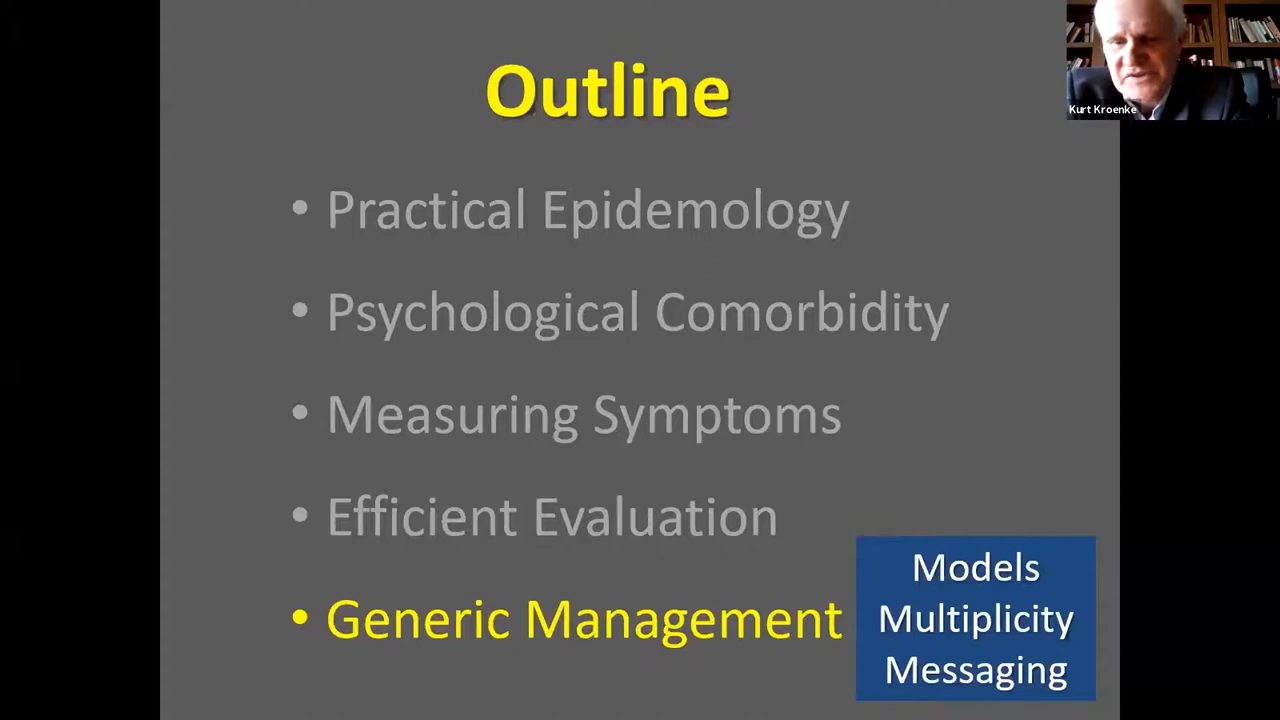 Outline
Kurt Kroenke
• Practical Epidemology
• Psychological Comorbidity
• Measuring Symptoms
• Efficient Evaluation
• Generic Management
Models
Multiplicity
Messaging